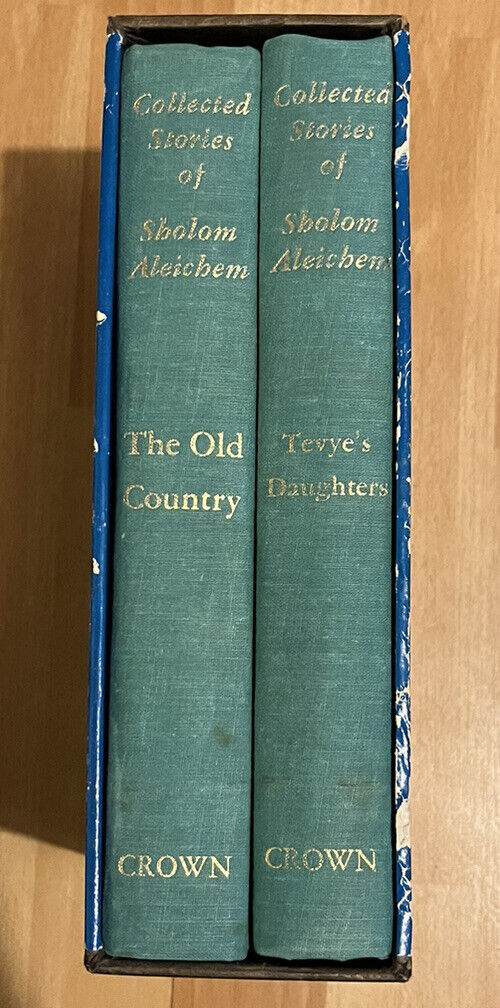 Collected
Stories
of
Sholom
Aleichem
The Old
Country
CROWN
Collected
Stories
of
Sholom
Aleichem
Tevye's
Daughters
CROWN